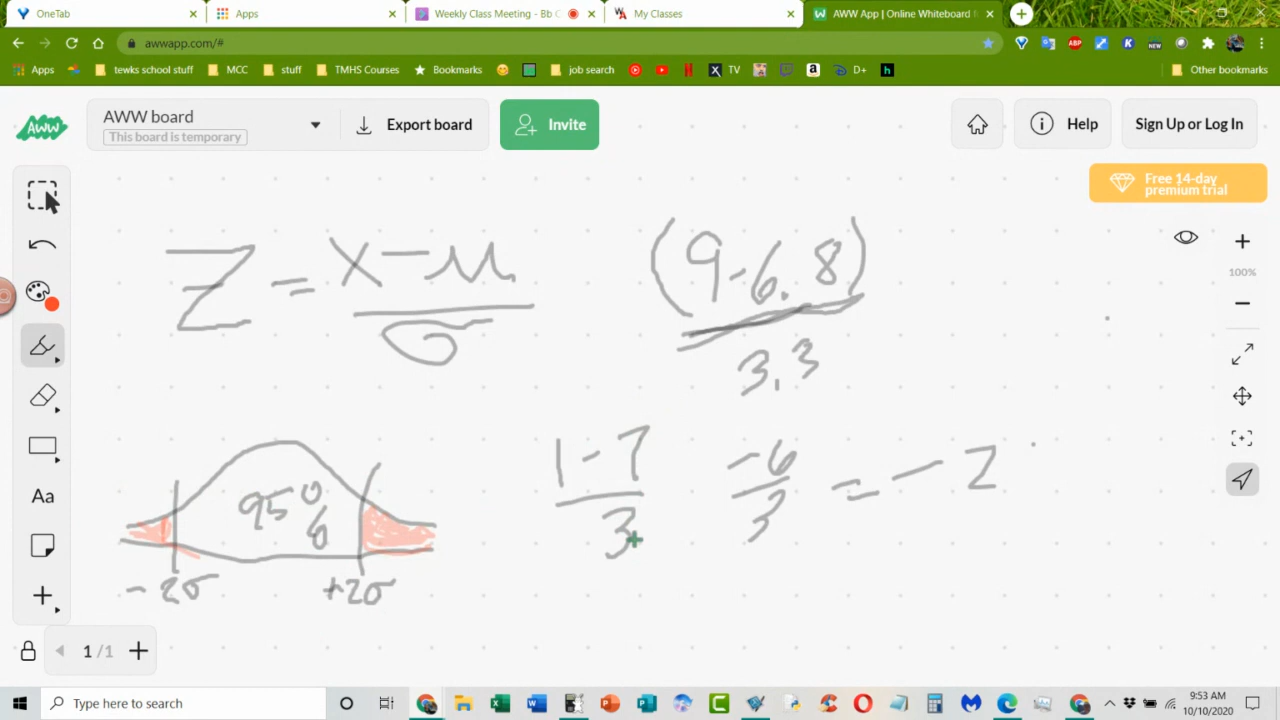 OneTab
Apps
Weekly Class Meeting - Bb C
My Classes
AWW App | Online Whiteboard f
awwapp.com/#
Apps
tewks school stuff
MCC
stuff
TMHS Courses
Bookmarks
job search
TV
D+
Other bookmarks
AWW
AWW board
This board is temporary
Export board
Invite
Help
Sign Up or Log In
Free 14-day
premium trial
100%
Z = X - μ
σ
(9 - 6.8)
3.3
1 - 7
3
-6
3
= -2
95%
-2σ
+2σ
Aa
1 /1
Type here to search
9:53 AM
10/10/2020